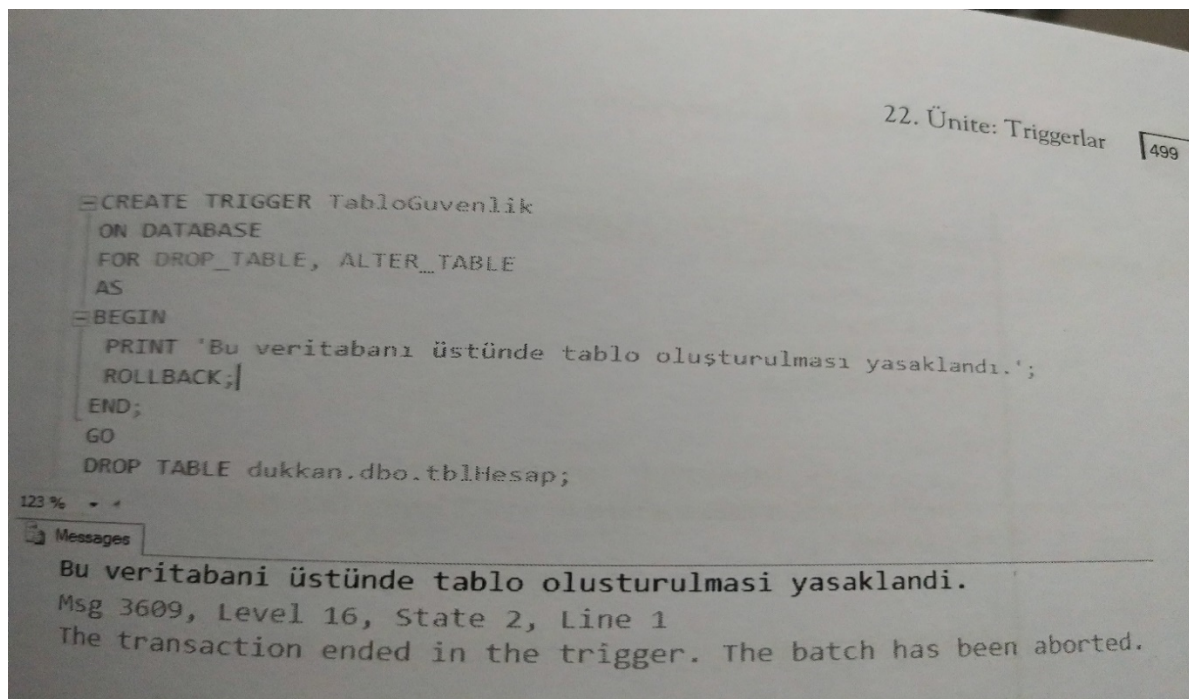 22. Ünite: Triggerlar 499
CREATE TRIGGER TabloGuvenlik
ON DATABASE
FOR DROP_TABLE, ALTER_TABLE
AS
BEGIN
PRINT 'Bu veritabanı üstünde tablo oluşturulması yasaklandı.';
ROLLBACK;
END;
GO
DROP TABLE dukkan.dbo.tblHesap;
123 %
Messages
Bu veritabani üstünde tablo olusturulmasi yasaklandi.
Msg 3609, Level 16, State 2, Line 1
The transaction ended in the trigger. The batch has been aborted.